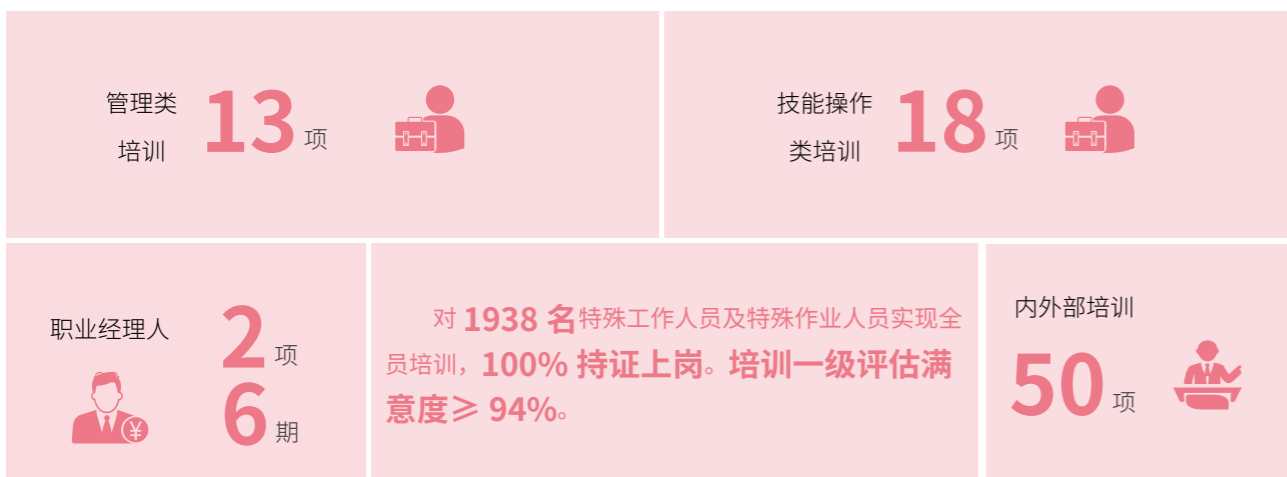 管理类
培训
13 项
技能操作
类培训
18 项
职业经理人
2 项
6 期
¥
对 1938 名特殊工作人员及特殊作业人员实现全
员培训，100% 持证上岗。培训一级评估满
意度≥ 94%。
内外部培训
50 项